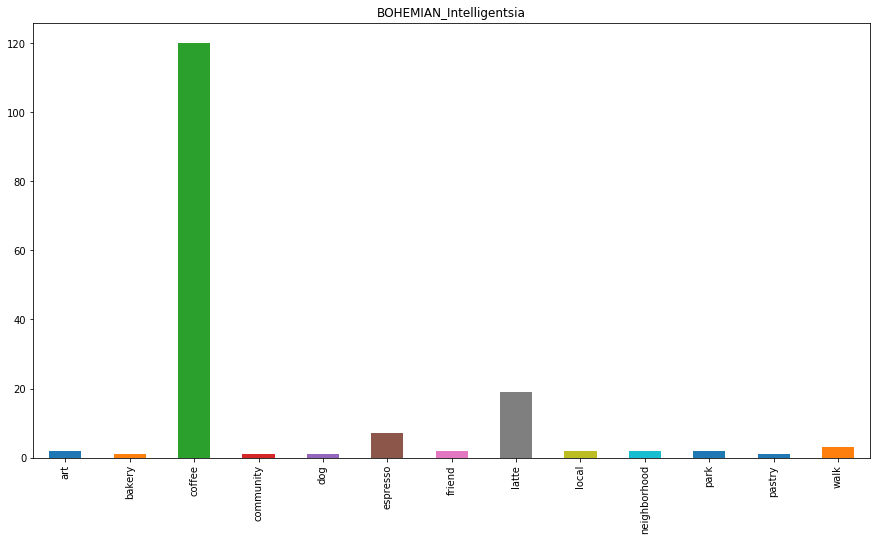 BOHEMIAN_Intelligentsia
120
100
80
60
40
20
0
art
bakery
coffee
community
dog
espresso
friend
latte
local
neighborhood
park
pastry
walk